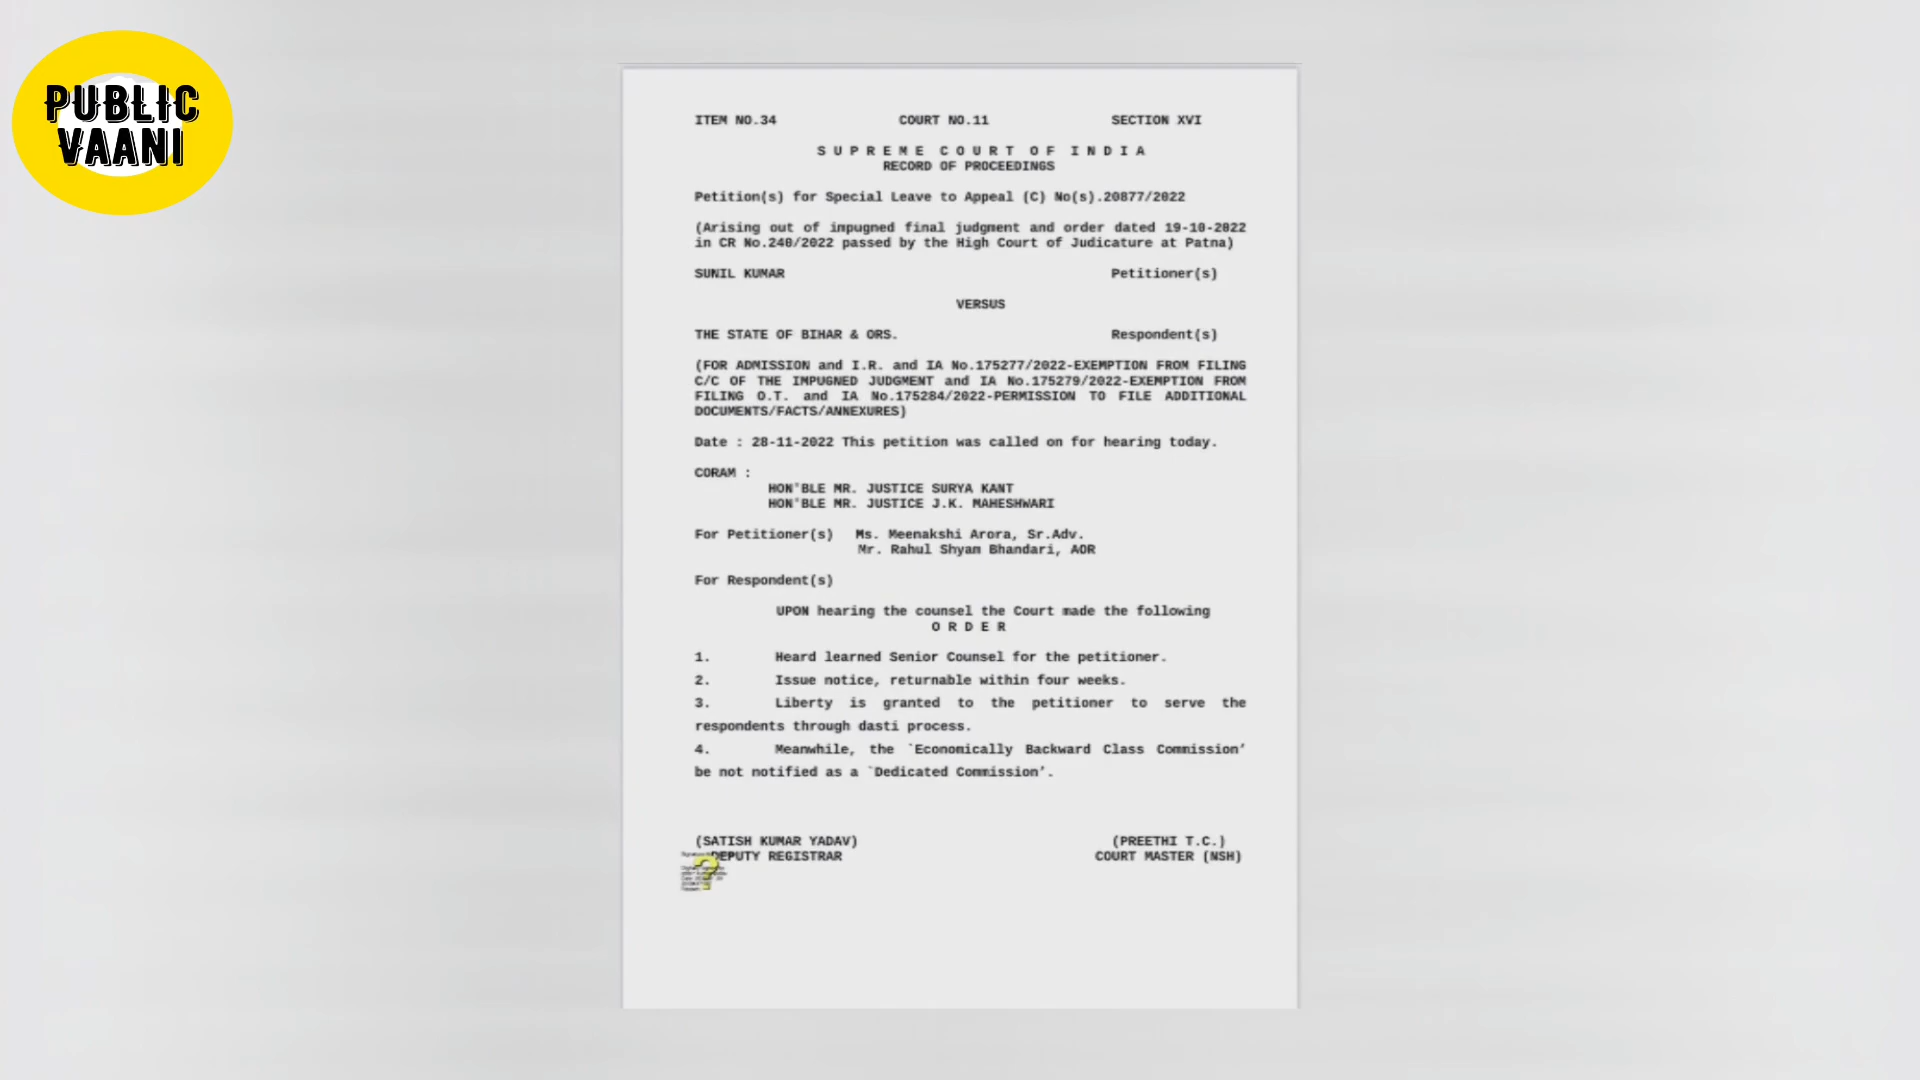 PUBLIC
VAANI
ITEM NO.34 COURT NO.11 SECTION XVI
S U P R E M E C O U R T O F I N D I A
RECORD OF PROCEEDINGS
Petition(s) for Special Leave to Appeal (C) No(s).20877/2022
(Arising out of impugned final judgment and order dated 19-10-2022
in CR No.240/2022 passed by the High Court of Judicature at Patna)
SUNIL KUMAR Petitioner(s)
VERSUS
THE STATE OF BIHAR & ORS. Respondent(s)
(FOR ADMISSION and I.R. and IA No.175277/2022-EXEMPTION FROM FILING
C/C OF THE IMPUGNED JUDGMENT and IA No.175279/2022-EXEMPTION FROM
FILING O.T. and IA No.175284/2022-PERMISSION TO FILE ADDITIONAL
DOCUMENTS/FACTS/ANNEXURES)
Date : 28-11-2022 This petition was called on for hearing today.
CORAM :
HON'BLE MR. JUSTICE SURYA KANT
HON'BLE MR. JUSTICE J.K. MAHESHWARI
For Petitioner(s) Ms. Meenakshi Arora, Sr.Adv.
Mr. Rahul Shyam Bhandari, AOR
For Respondent(s)
UPON hearing the counsel the Court made the following
O R D E R
1. Heard learned Senior Counsel for the petitioner.
2. Issue notice, returnable within four weeks.
3. Liberty is granted to the petitioner to serve the
respondents through dasti process.
4. Meanwhile, the `Economically Backward Class Commission'
be not notified as a `Dedicated Commission'.
(SATISH KUMAR YADAV) (PREETHI T.C.)
DEPUTY REGISTRAR COURT MASTER (NSH)